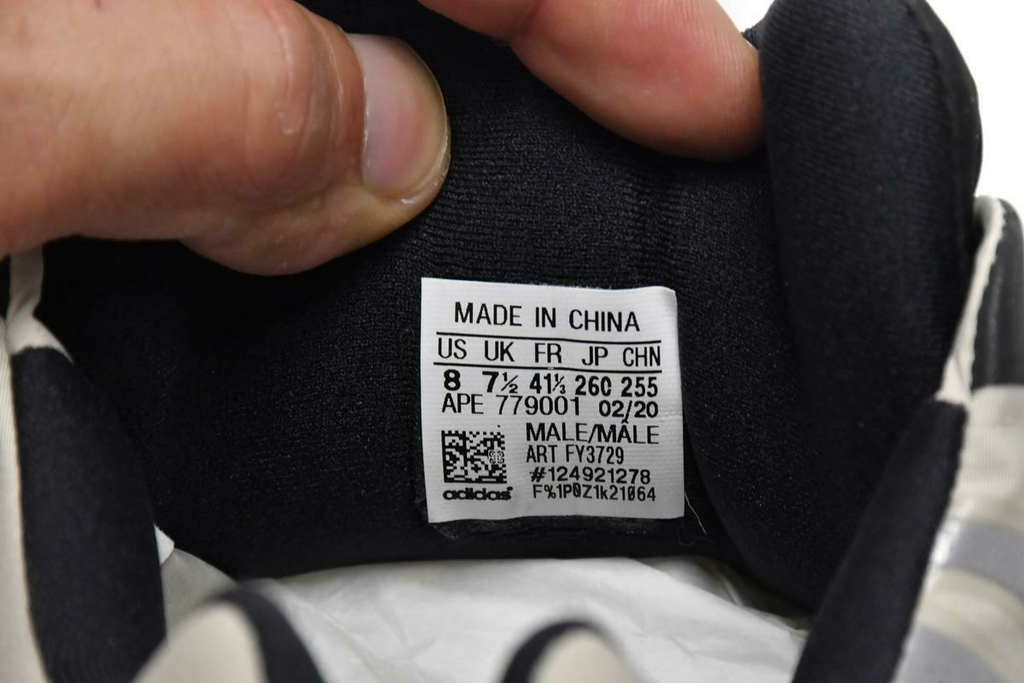 MADE IN CHINA
US UK FR JP CHN
8 7½ 41⅓ 260 255
APE 779001 02/20
MALE/MÂLE
ART FY3729
#124921278
adidas F%1P0Z1k21064